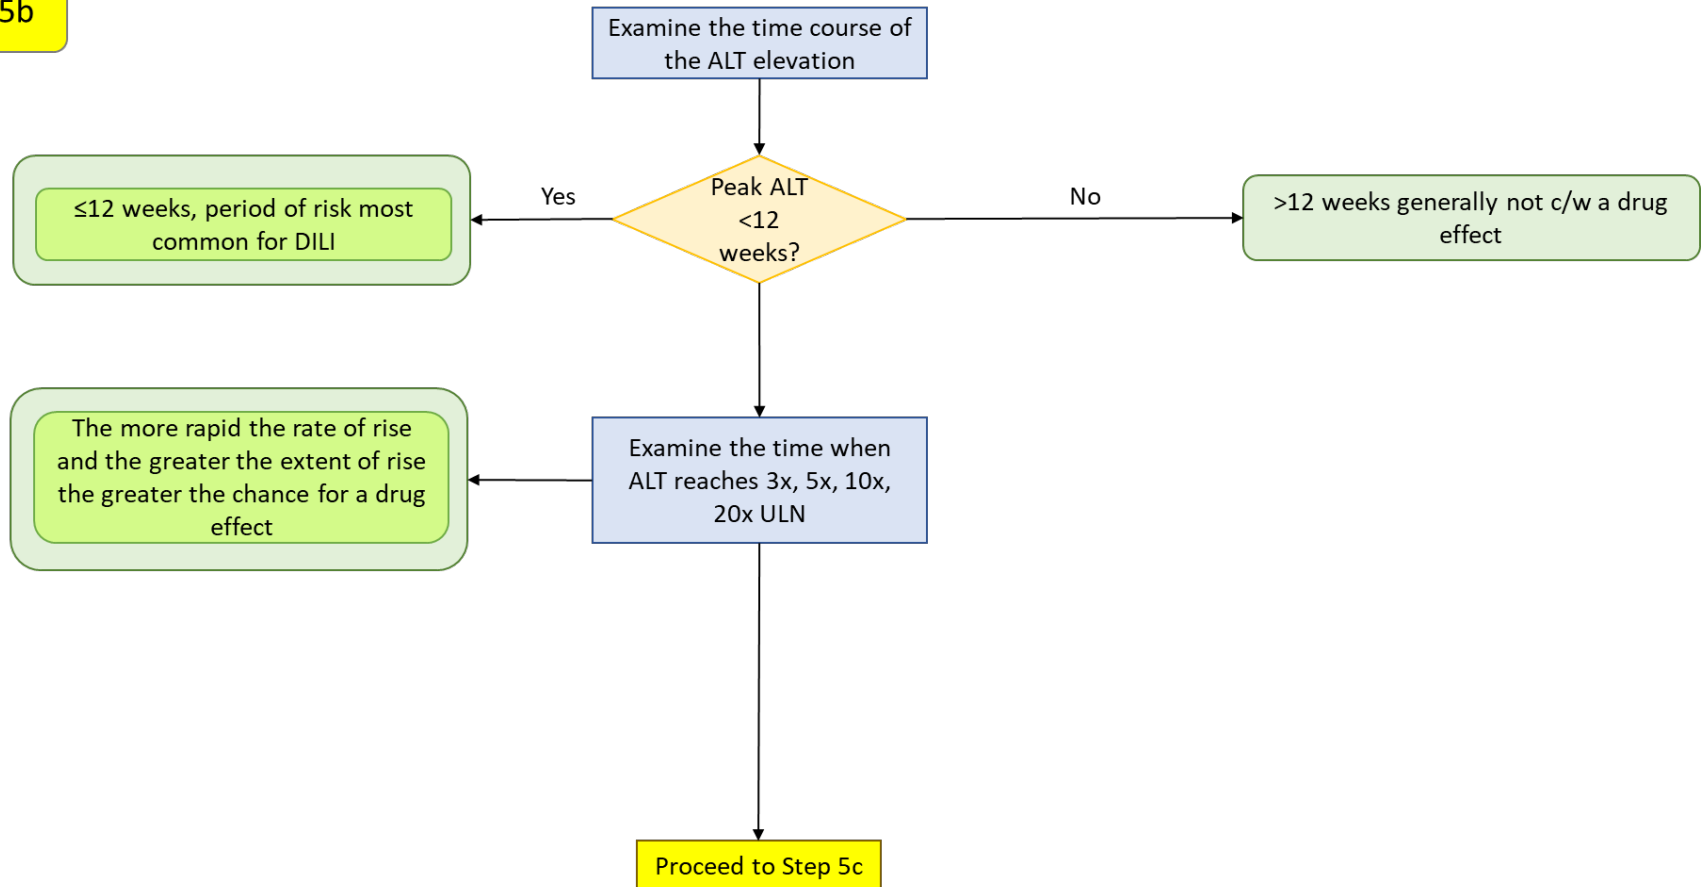 5b
Examine the time course of
the ALT elevation
Peak ALT
<12
weeks?
Yes
No
≤12 weeks, period of risk most
common for DILI
>12 weeks generally not c/w a drug
effect
The more rapid the rate of rise
and the greater the extent of rise
the greater the chance for a drug
effect
Examine the time when
ALT reaches 3x, 5x, 10x,
20x ULN
Proceed to Step 5c